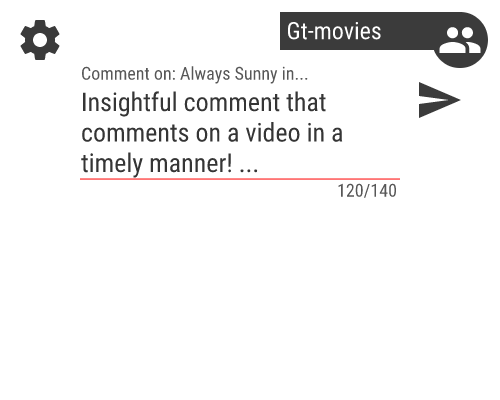 Gt-movies
Comment on: Always Sunny in...
Insightful comment that
comments on a video in a
timely manner! ...
120/140